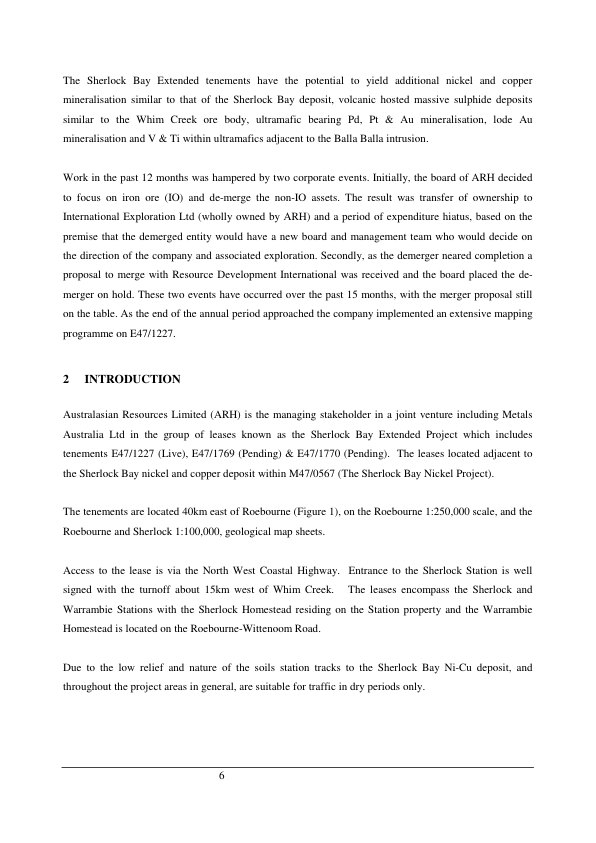 The Sherlock Bay Extended tenements have the potential to yield additional nickel and copper
mineralisation similar to that of the Sherlock Bay deposit, volcanic hosted massive sulphide deposits
similar to the Whim Creek ore body, ultramafic bearing Pd, Pt & Au mineralisation, lode Au
mineralisation and V & Ti within ultramafics adjacent to the Balla Balla intrusion.
Work in the past 12 months was hampered by two corporate events. Initially, the board of ARH decided
to focus on iron ore (IO) and de-merge the non-IO assets. The result was transfer of ownership to
International Exploration Ltd (wholly owned by ARH) and a period of expenditure hiatus, based on the
premise that the demerged entity would have a new board and management team who would decide on
the direction of the company and associated exploration. Secondly, as the demerger neared completion a
proposal to merge with Resource Development International was received and the board placed the de-
merger on hold. These two events have occurred over the past 15 months, with the merger proposal still
on the table. As the end of the annual period approached the company implemented an extensive mapping
programme on E47/1227.
2 INTRODUCTION
Australasian Resources Limited (ARH) is the managing stakeholder in a joint venture including Metals
Australia Ltd in the group of leases known as the Sherlock Bay Extended Project which includes
tenements E47/1227 (Live), E47/1769 (Pending) & E47/1770 (Pending). The leases located adjacent to
the Sherlock Bay nickel and copper deposit within M47/0567 (The Sherlock Bay Nickel Project).
The tenements are located 40km east of Roebourne (Figure 1), on the Roebourne 1:250,000 scale, and the
Roebourne and Sherlock 1:100,000, geological map sheets.
Access to the lease is via the North West Coastal Highway. Entrance to the Sherlock Station is well
signed with the turnoff about 15km west of Whim Creek. The leases encompass the Sherlock and
Warrambie Stations with the Sherlock Homestead residing on the Station property and the Warrambie
Homestead is located on the Roebourne-Wittenoom Road.
Due to the low relief and nature of the soils station tracks to the Sherlock Bay Ni-Cu deposit, and
throughout the project areas in general, are suitable for traffic in dry periods only.
6